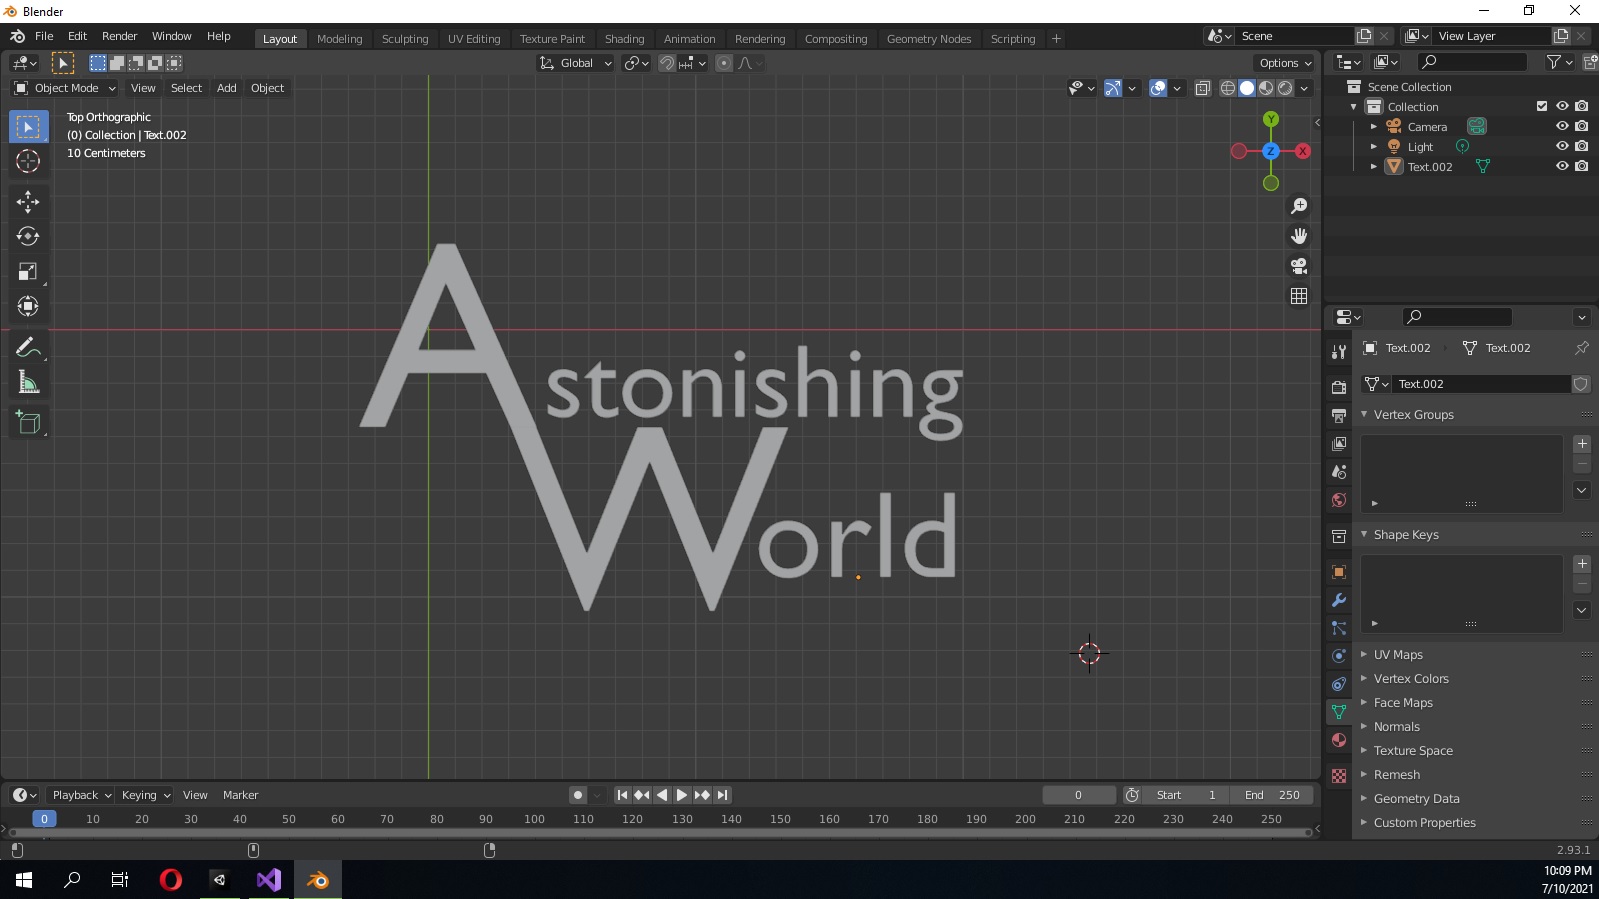 Blender
File Edit Render Window Help
Layout Modeling Sculpting UV Editing Texture Paint Shading Animation Rendering Compositing Geometry Nodes Scripting +
Scene
View Layer
Global
Options
Object Mode View Select Add Object
Top Orthographic
(0) Collection | Text.002
10 Centimeters
Y
Z
X
Astonishing
World
Scene Collection
Collection
Camera
Light
Text.002
Text.002 Text.002
Text.002
Vertex Groups
Shape Keys
UV Maps
Vertex Colors
Face Maps
Normals
Texture Space
Remesh
Geometry Data
Custom Properties
Playback Keying View Marker
0
Start 1
End 250
0 10 20 30 40 50 60 70 80 90 100 110 120 130 140 150 160 170 180 190 200 210 220 230 240 250
2.93.1
10:09 PM
7/10/2021